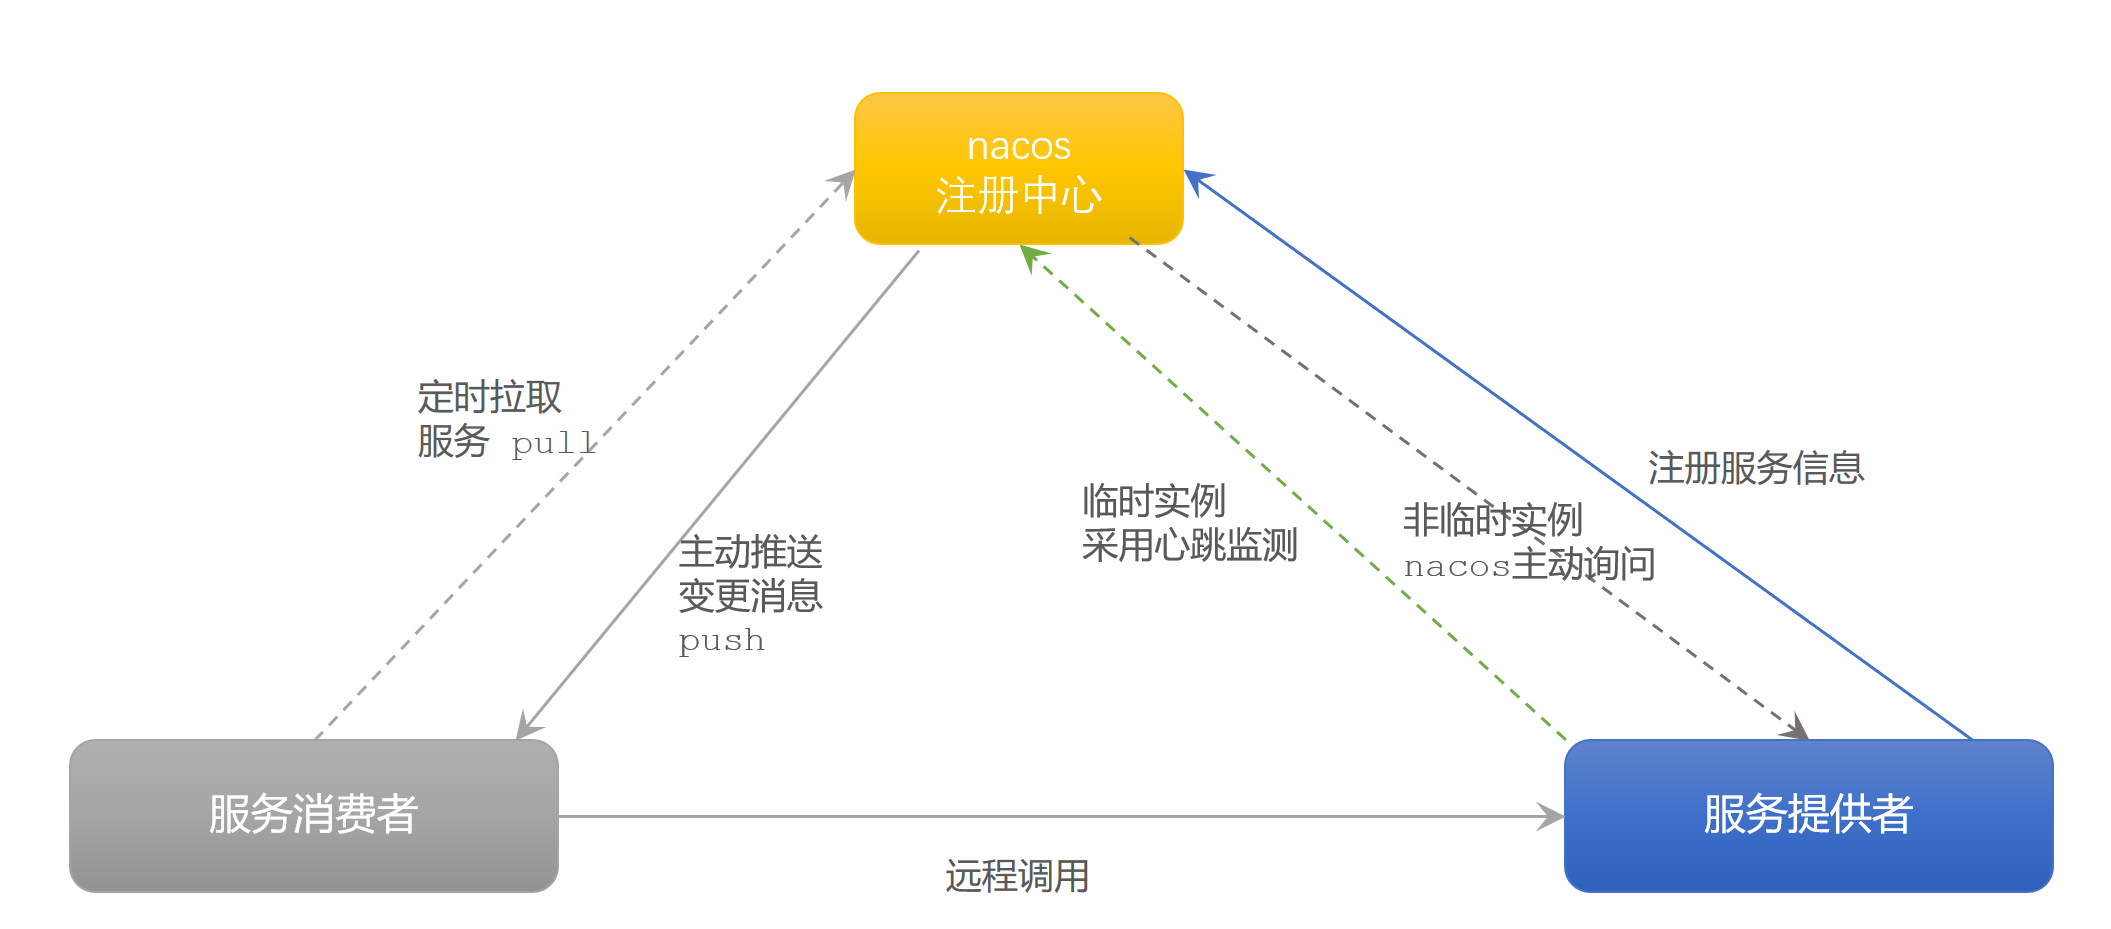 nacos
注册中心
定时拉取
服务 pull
主动推送
变更消息
push
临时实例
采用心跳监测
非临时实例
nacos主动询问
注册服务信息
服务消费者
远程调用
服务提供者